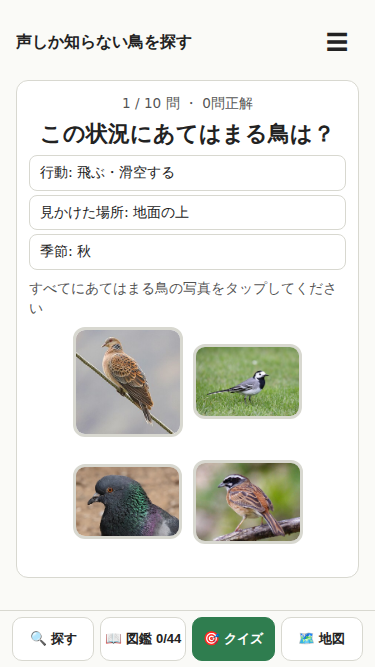 声しか知らない鳥を探す
1 / 10 問 ・ 0問正解
この状況にあてはまる鳥は？
行動: 飛ぶ・滑空する
見かけた場所: 地面の上
季節: 秋
すべてにあてはまる鳥の写真をタップしてくださ
い
🔍 探す
📖 図鑑 0/44
🎯 クイズ
🗺️ 地図